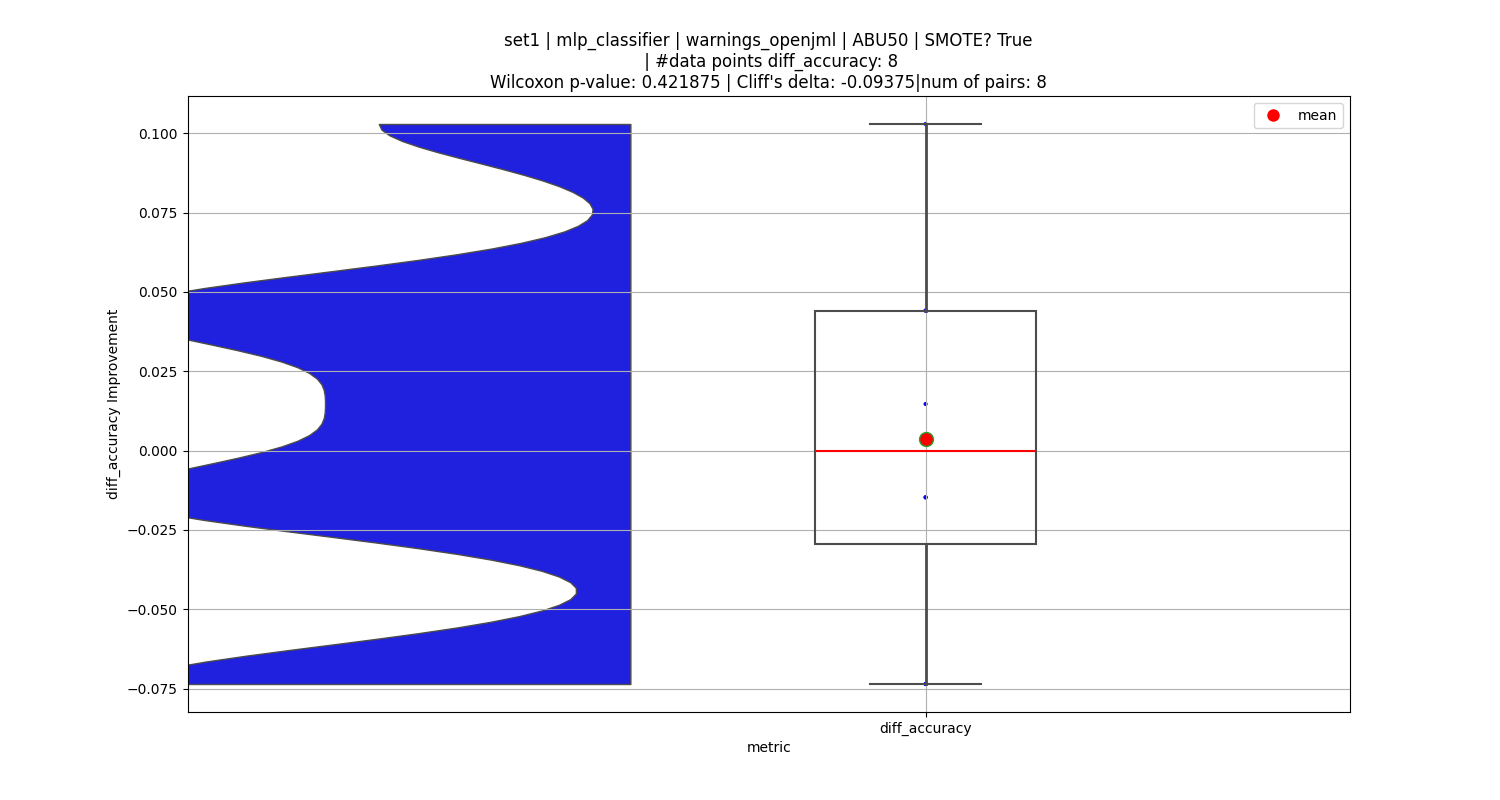 set1 | mlp_classifier | warnings_openjml | ABU50 | SMOTE? True
| #data points diff_accuracy: 8
Wilcoxon p-value: 0.421875 | Cliff's delta: -0.09375|num of pairs: 8
mean
0.100
0.075
0.050
0.025
0.000
−0.025
−0.050
−0.075
diff_accuracy Improvement
diff_accuracy
metric